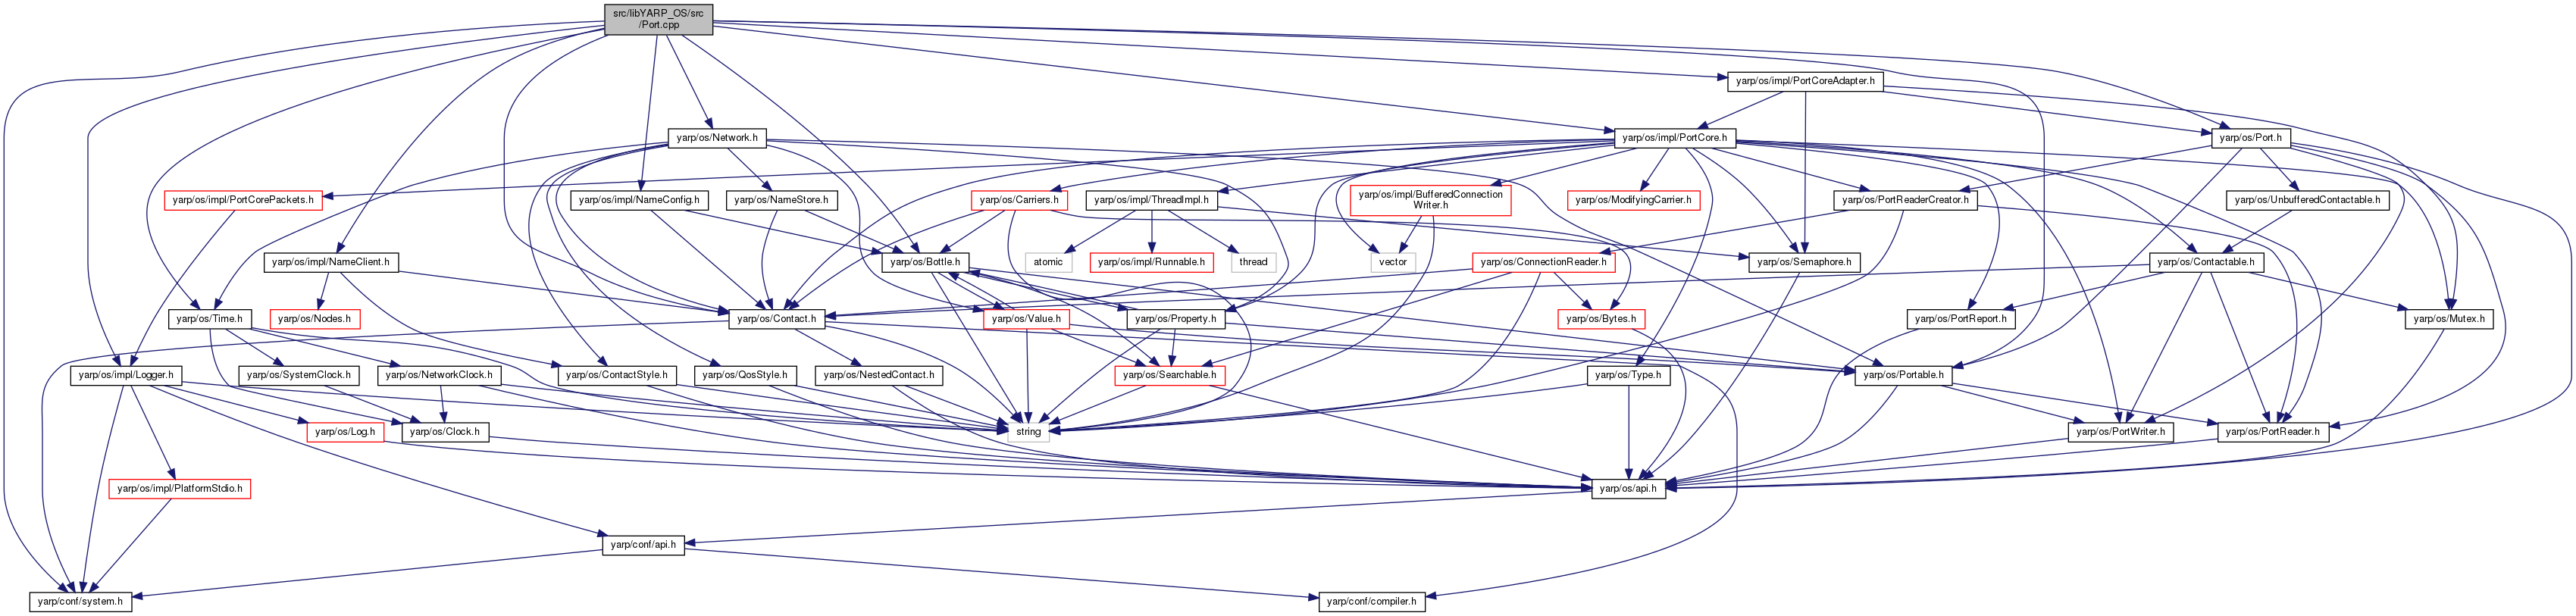 src/libYARP_OS/src
/Port.cpp
yarp/os/impl/PortCoreAdapter.h
yarp/os/Network.h
yarp/os/impl/PortCore.h
yarp/os/Port.h
yarp/os/impl/PortCorePackets.h
yarp/os/impl/NameConfig.h
yarp/os/NameStore.h
yarp/os/Carriers.h
yarp/os/impl/ThreadImpl.h
yarp/os/impl/BufferedConnection
Writer.h
yarp/os/ModifyingCarrier.h
yarp/os/PortReaderCreator.h
yarp/os/UnbufferedContactable.h
yarp/os/impl/NameClient.h
yarp/os/Bottle.h
atomic
yarp/os/impl/Runnable.h
thread
vector
yarp/os/ConnectionReader.h
yarp/os/Semaphore.h
yarp/os/Contactable.h
yarp/os/Time.h
yarp/os/Nodes.h
yarp/os/Contact.h
yarp/os/Value.h
yarp/os/Property.h
yarp/os/Bytes.h
yarp/os/PortReport.h
yarp/os/Mutex.h
yarp/os/impl/Logger.h
yarp/os/SystemClock.h
yarp/os/NetworkClock.h
yarp/os/ContactStyle.h
yarp/os/QosStyle.h
yarp/os/NestedContact.h
yarp/os/Searchable.h
yarp/os/Type.h
yarp/os/Portable.h
yarp/os/Log.h
yarp/os/Clock.h
string
yarp/os/PortWriter.h
yarp/os/PortReader.h
yarp/os/impl/PlatformStdio.h
yarp/os/api.h
yarp/conf/api.h
yarp/conf/system.h
yarp/conf/compiler.h